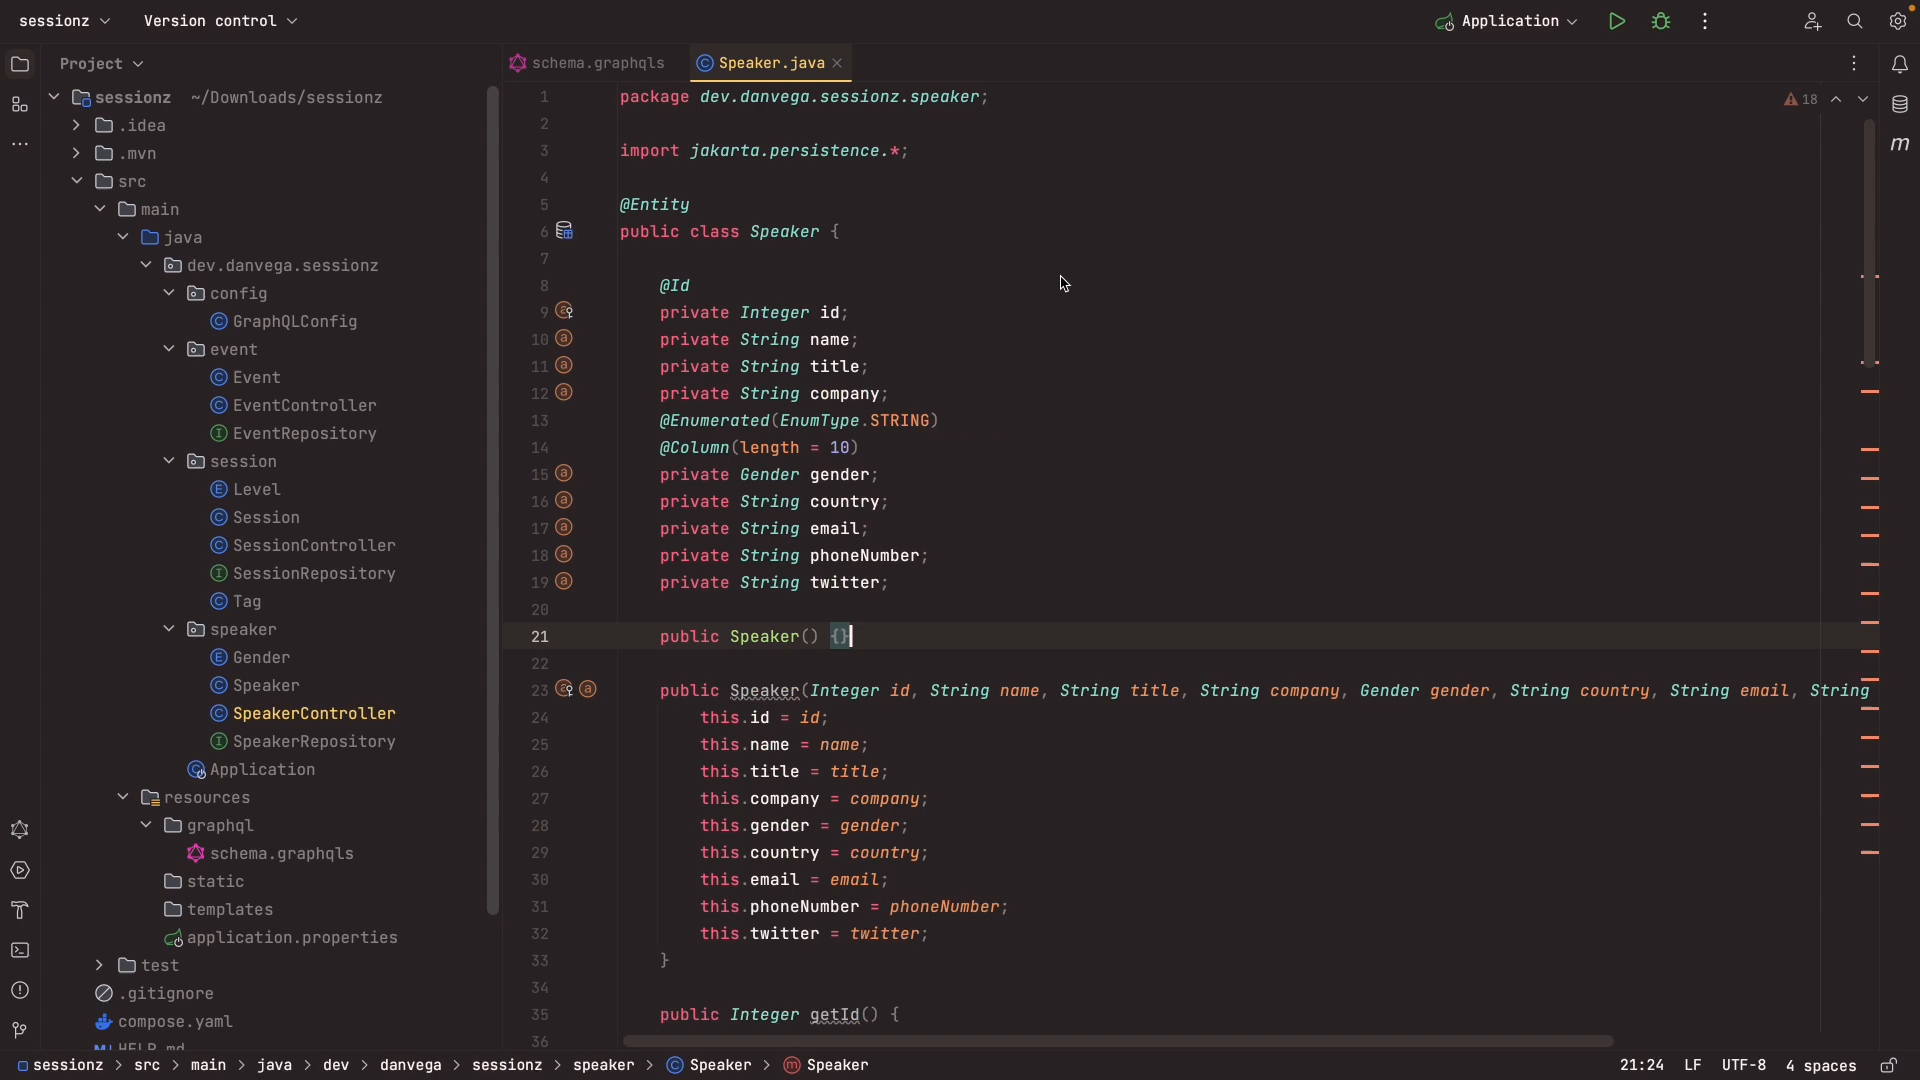 sessionz
Version control
Application
Project
schema.graphqls
Speaker.java
sessionz ~/Downloads/sessionz
.idea
.mvn
src
main
java
dev.danvega.sessionz
config
GraphQLConfig
event
Event
EventController
EventRepository
session
Level
Session
SessionController
SessionRepository
Tag
speaker
Gender
Speaker
SpeakerController
SpeakerRepository
Application
resources
graphql
schema.graphqls
static
templates
application.properties
test
.gitignore
compose.yaml
HELP.md
18
m
1 package dev.danvega.sessionz.speaker;
2
3 import jakarta.persistence.*;
4
5 @Entity
6 public class Speaker {
7
8 @Id
9 private Integer id;
10 private String name;
11 private String title;
12 private String company;
13 @Enumerated(EnumType.STRING)
14 @Column(length = 10)
15 private Gender gender;
16 private String country;
17 private String email;
18 private String phoneNumber;
19 private String twitter;
20
21 public Speaker() {}
22
23 public Speaker(Integer id, String name, String title, String company, Gender gender, String country, String email, String
24 this.id = id;
25 this.name = name;
26 this.title = title;
27 this.company = company;
28 this.gender = gender;
29 this.country = country;
30 this.email = email;
31 this.phoneNumber = phoneNumber;
32 this.twitter = twitter;
33 }
34
35 public Integer getId() {
36
sessionz > src > main > java > dev > danvega > sessionz > speaker > Speaker > Speaker
21:24 LF UTF-8 4 spaces